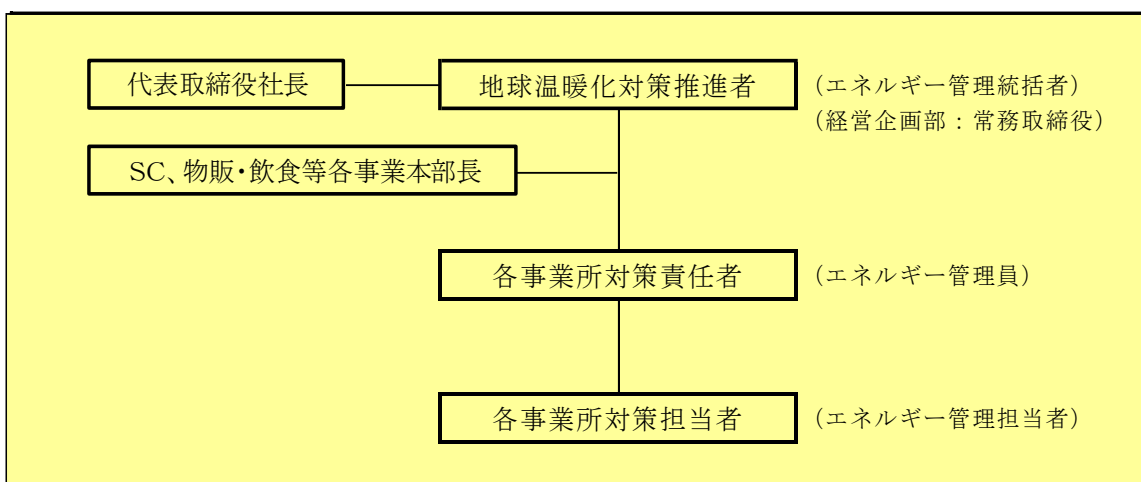 代表取締役社長
地球温暖化対策推進者
(エネルギー管理統括者)
(経営企画部：常務取締役)
SC、物販・飲食等各事業本部長
各事業所対策責任者
(エネルギー管理員)
各事業所対策担当者
(エネルギー管理担当者)